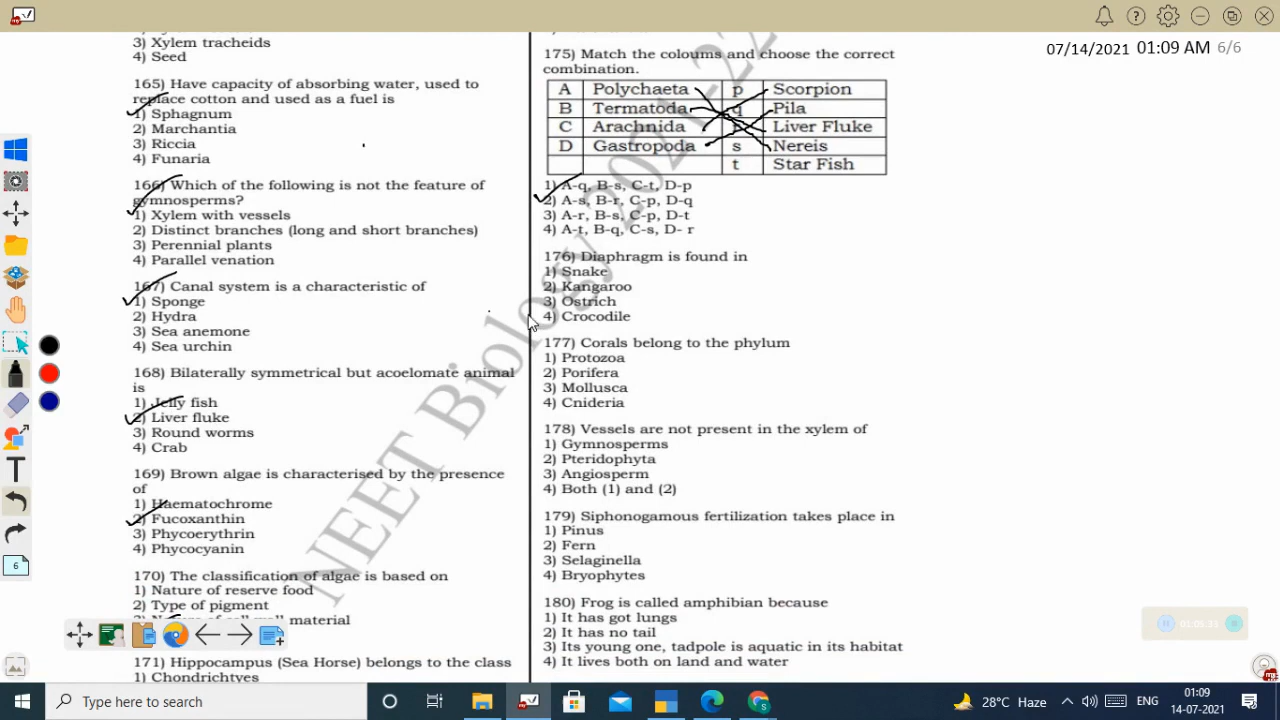 07/14/2021 01:09 AM 6/6
3) Xylem tracheids
4) Seed
165) Have capacity of absorbing water, used to
replace cotton and used as a fuel is
1) Sphagnum
2) Marchantia
3) Riccia
4) Funaria
166) Which of the following is not the feature of
gymnosperms?
1) Xylem with vessels
2) Distinct branches (long and short branches)
3) Perennial plants
4) Parallel venation
167) Canal system is a characteristic of
1) Sponge
2) Hydra
3) Sea anemone
4) Sea urchin
168) Bilaterally symmetrical but acoelomate animal
is
1) Jelly fish
2) Liver fluke
3) Round worms
4) Crab
169) Brown algae is characterised by the presence
of
1) Haematochrome
2) Fucoxanthin
3) Phycoerythrin
4) Phycocyanin
170) The classification of algae is based on
1) Nature of reserve food
2) Type of pigment
3) Nature of cell wall material
171) Hippocampus (Sea Horse) belongs to the class
1) Chondrichtyes
175) Match the coloums and choose the correct
combination.
A Polychaeta p Scorpion
B Termatoda q Pila
C Arachnida Liver Fluke
D Gastropoda s Nereis
t Star Fish
1) A-q, B-s, C-t, D-p
2) A-s, B-r, C-p, D-q
3) A-r, B-s, C-p, D-t
4) A-t, B-q, C-s, D- r
176) Diaphragm is found in
1) Snake
2) Kangaroo
3) Ostrich
4) Crocodile
177) Corals belong to the phylum
1) Protozoa
2) Porifera
3) Mollusca
4) Cnideria
178) Vessels are not present in the xylem of
1) Gymnosperms
2) Pteridophyta
3) Angiosperm
4) Both (1) and (2)
179) Siphonogamous fertilization takes place in
1) Pinus
2) Fern
3) Selaginella
4) Bryophytes
180) Frog is called amphibian because
1) It has got lungs
2) It has no tail
3) Its young one, tadpole is aquatic in its habitat
4) It lives both on land and water
NEET Biology 2021-22
T
6
01:05:33
Type here to search
28°C Haze
ENG
01:09
14-07-2021